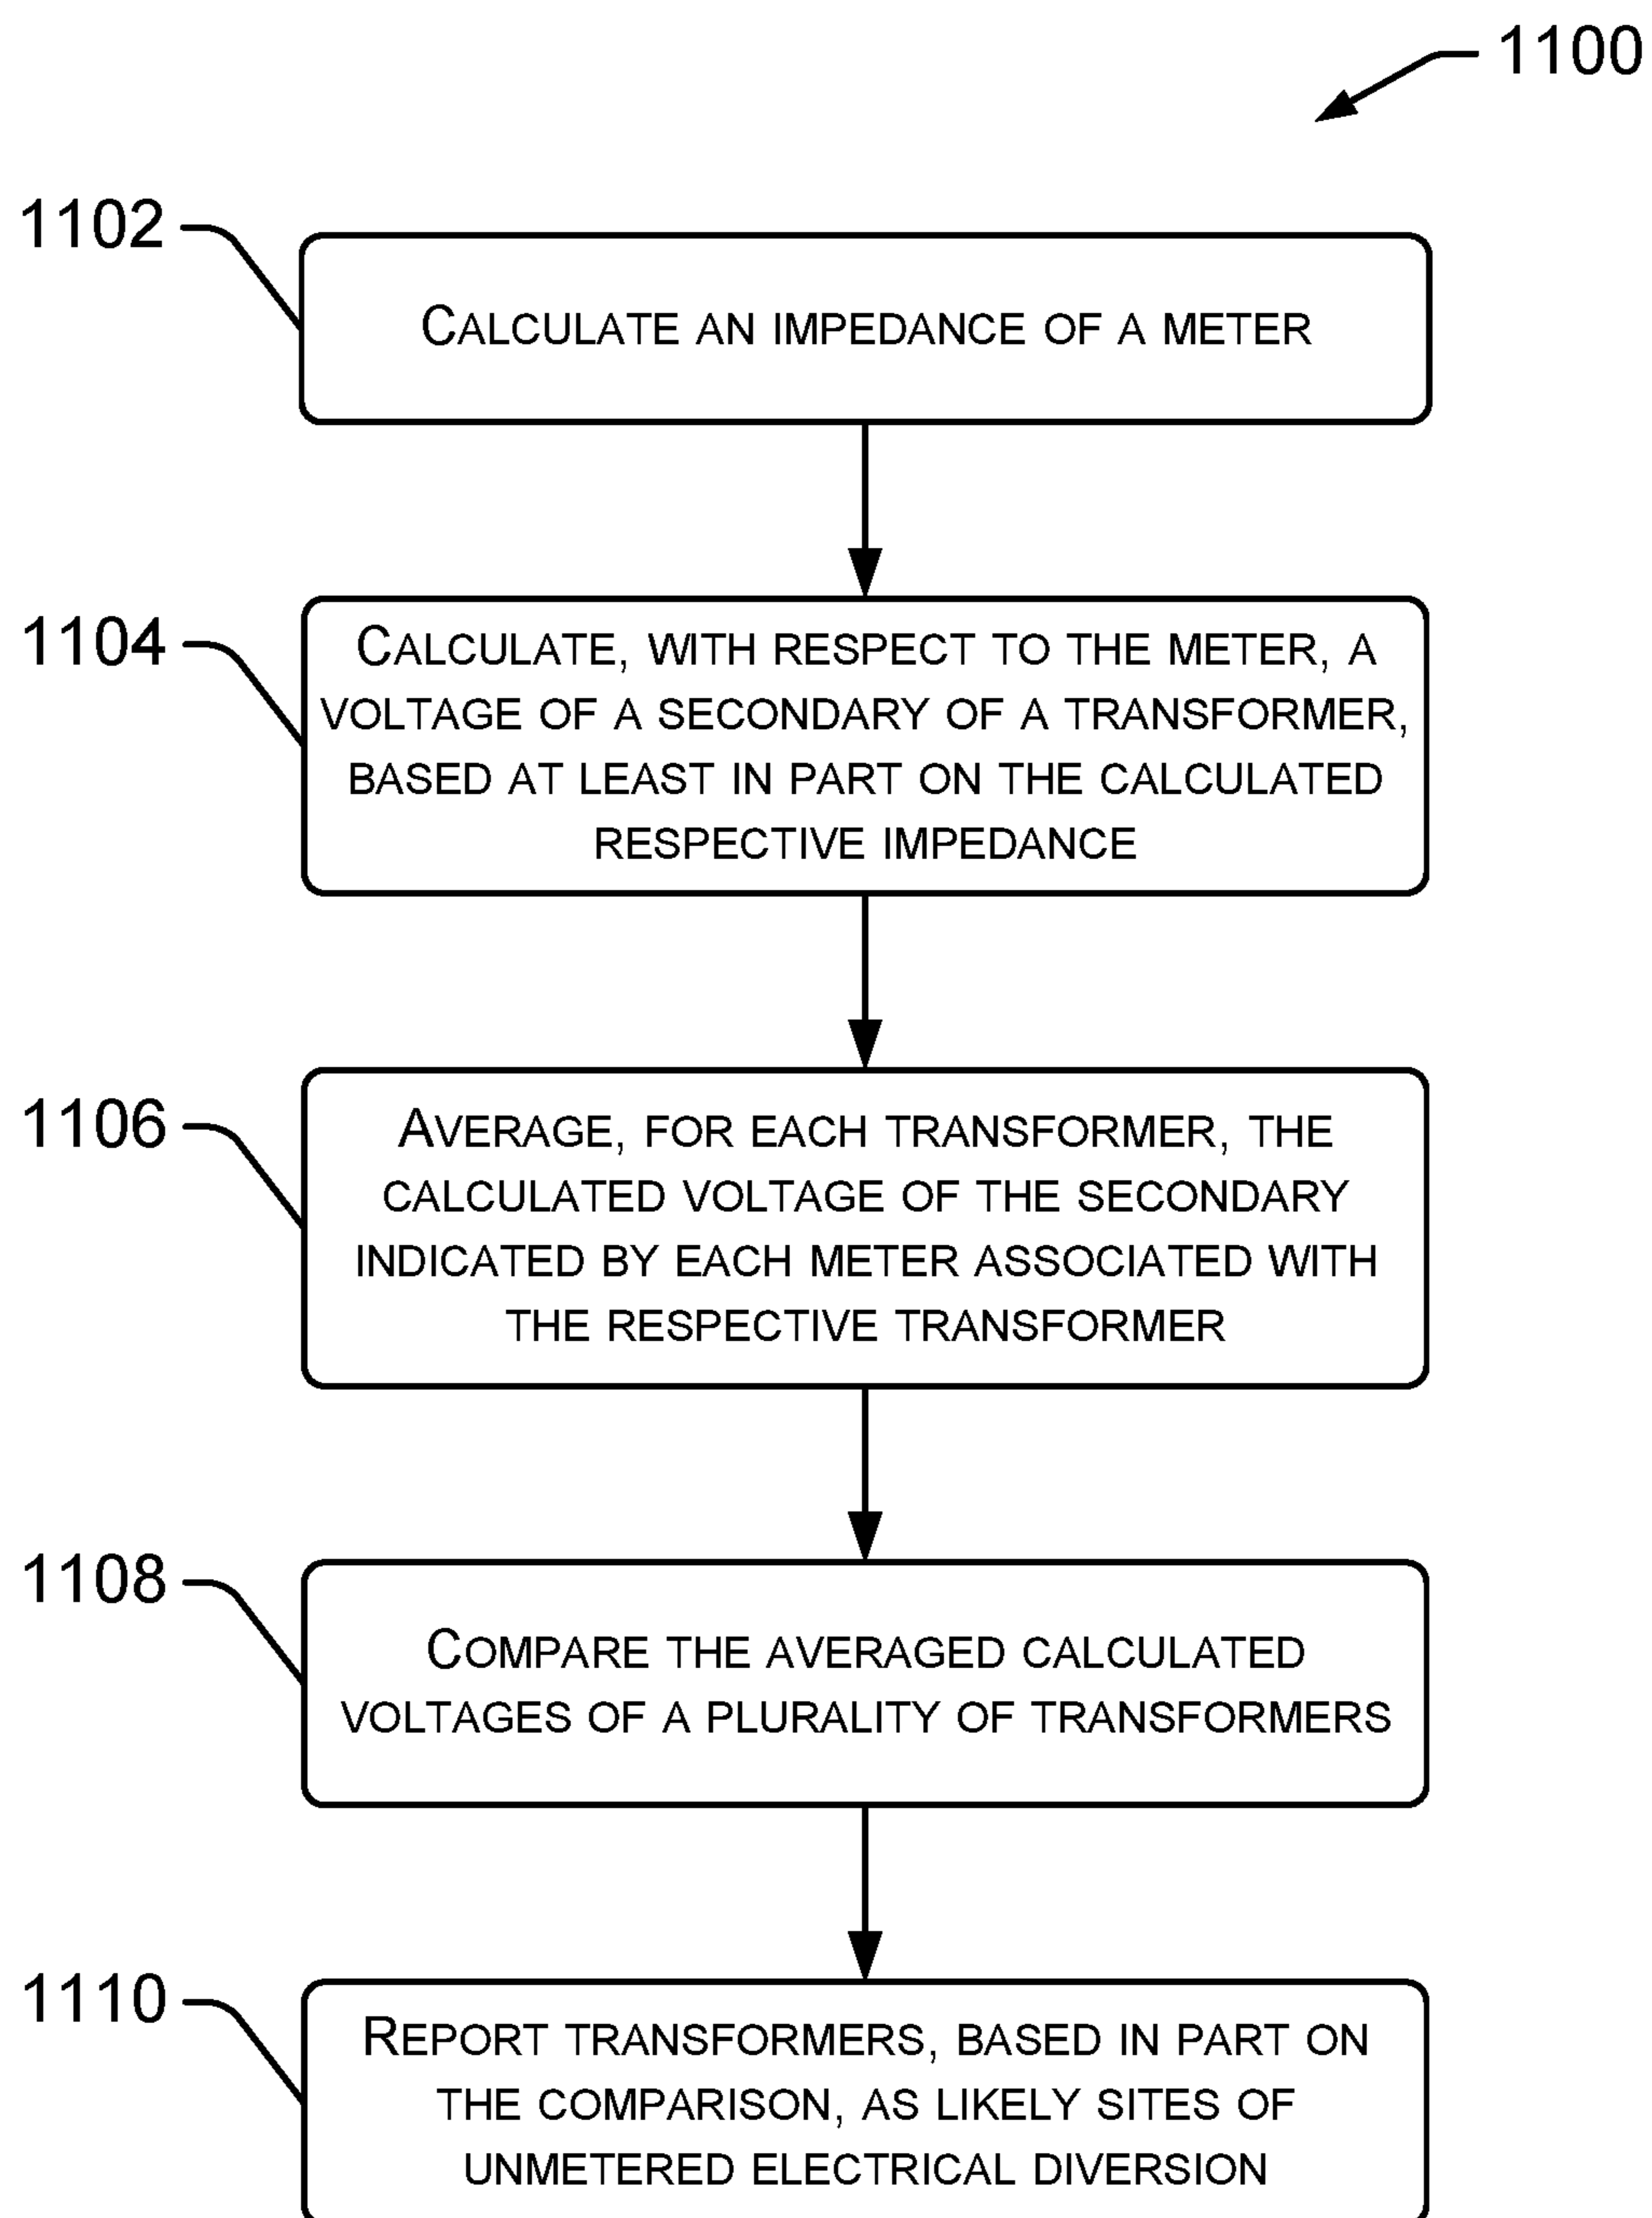 1100
1102
CALCULATE AN IMPEDANCE OF A METER
1104
CALCULATE, WITH RESPECT TO THE METER, A
VOLTAGE OF A SECONDARY OF A TRANSFORMER,
BASED AT LEAST IN PART ON THE CALCULATED
RESPECTIVE IMPEDANCE
1106
AVERAGE, FOR EACH TRANSFORMER, THE
CALCULATED VOLTAGE OF THE SECONDARY
INDICATED BY EACH METER ASSOCIATED WITH
THE RESPECTIVE TRANSFORMER
1108
COMPARE THE AVERAGED CALCULATED
VOLTAGES OF A PLURALITY OF TRANSFORMERS
1110
REPORT TRANSFORMERS, BASED IN PART ON
THE COMPARISON, AS LIKELY SITES OF
UNMETERED ELECTRICAL DIVERSION